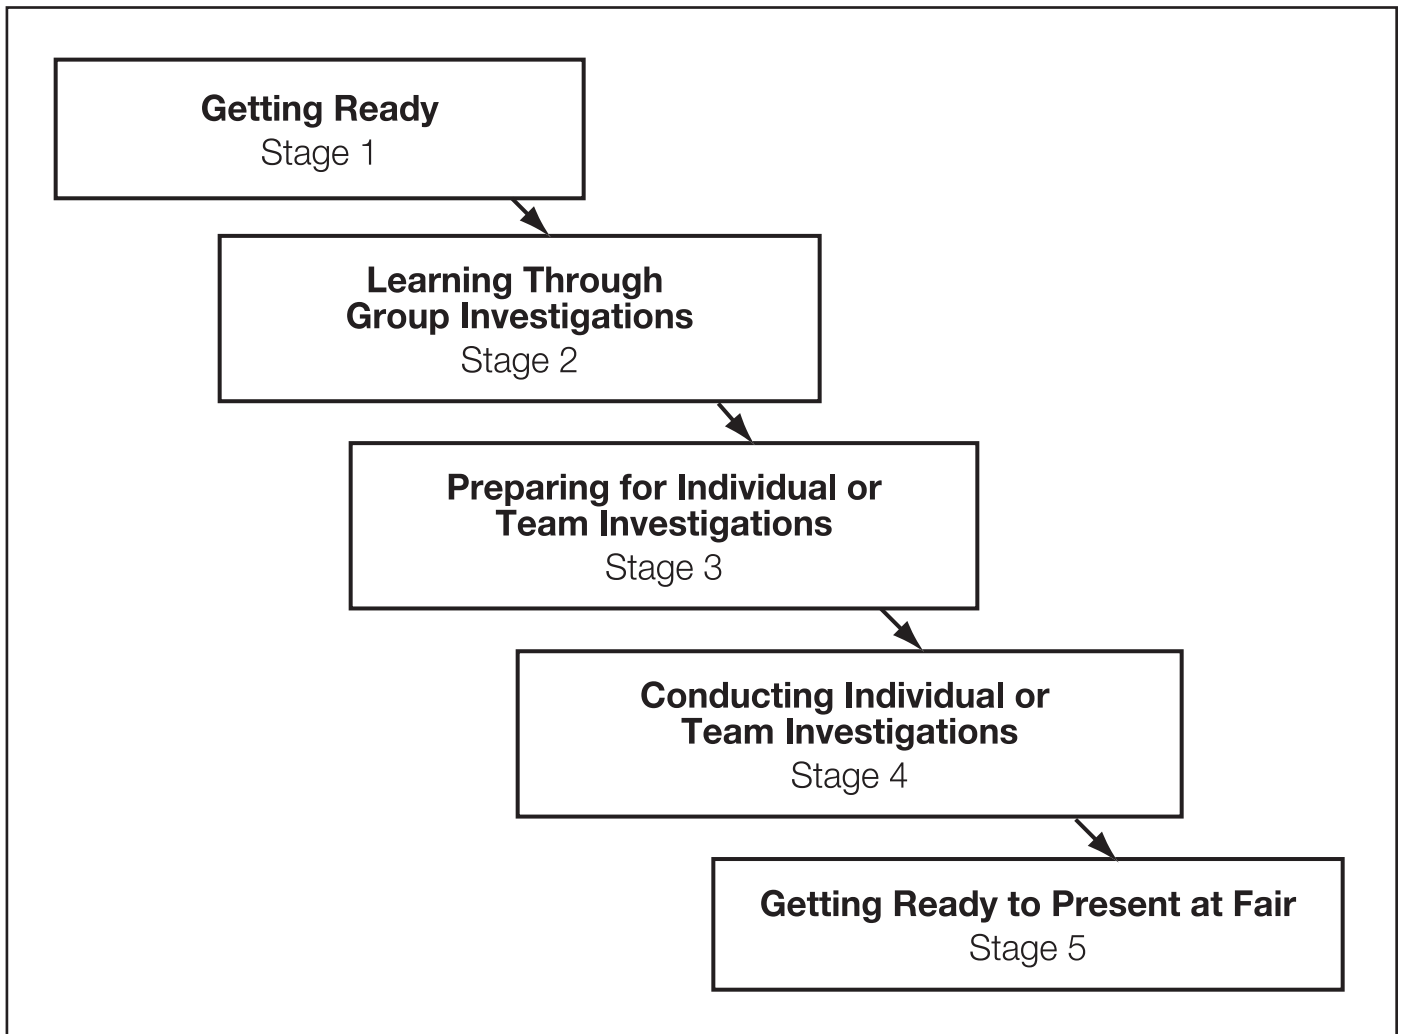 Getting Ready
Stage 1
Learning Through
Group Investigations
Stage 2
Preparing for Individual or
Team Investigations
Stage 3
Conducting Individual or
Team Investigations
Stage 4
Getting Ready to Present at Fair
Stage 5